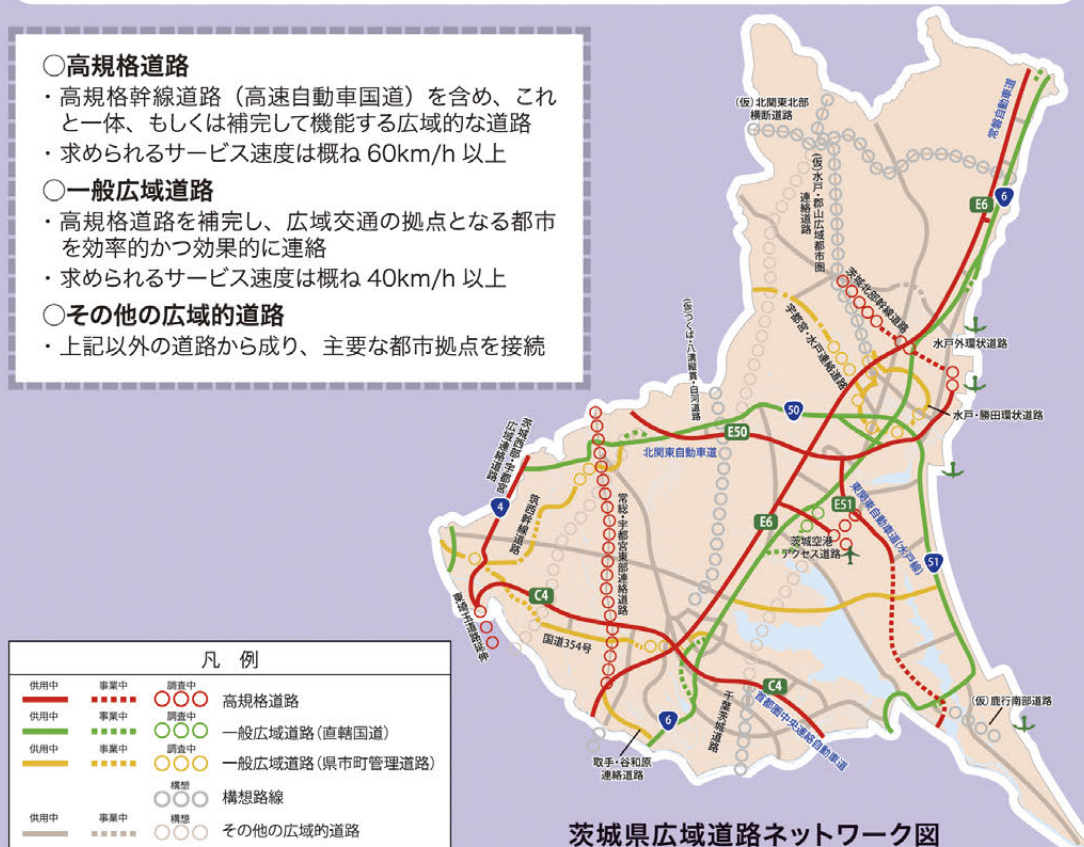 ○高規格道路
・高規格幹線道路（高速自動車国道）を含め、これ
と一体、もしくは補完して機能する広域的な道路
・求められるサービス速度は概ね 60km/h 以上
○一般広域道路
・高規格道路を補完し、広域交通の拠点となる都市
を効率的かつ効果的に連絡
・求められるサービス速度は概ね 40km/h 以上
○その他の広域的道路
・上記以外の道路から成り、主要な都市拠点を接続
(仮)北関東北部
横断道路
常磐自動車道
6
E6
(仮)水戸・郡山広域都市圏
連絡道路
茨城北部幹線道路
宇都宮・水戸連絡道路
水戸外環状道路
(仮)つくば・八溝縦貫・白河道路
水戸・勝田環状道路
50
E50
北関東自動車道
茨城西部・宇都宮
広域連絡道路
4
筑西幹線道路
常総・宇都宮東部連絡道路
E6
E51
東関東自動車道(水戸線)
茨城空港
アクセス道路
51
C4
東埼玉道路延伸
国道354号
C4
首都圏中央連絡自動車道
千葉茨城道路
(仮)鹿行南部道路
6
取手・谷和原
連絡道路
凡 例
供用中 事業中 調査中
高規格道路
供用中 事業中 調査中
一般広域道路(直轄国道)
供用中 事業中 調査中
一般広域道路(県市町管理道路)
構想
構想路線
供用中 事業中 構想
その他の広域的道路
茨城県広域道路ネットワーク図